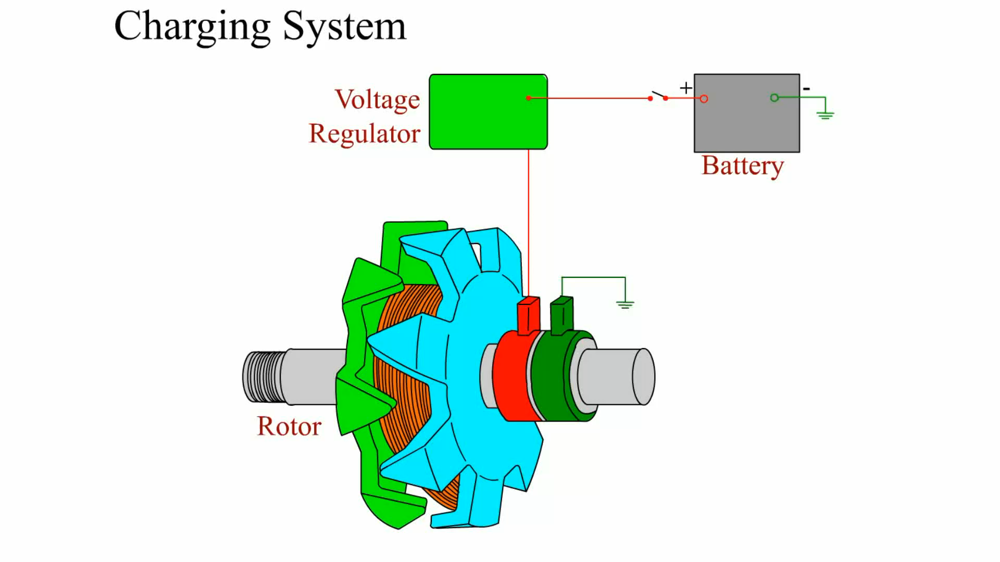 Charging System
Voltage
Regulator
+
-
Battery
Rotor